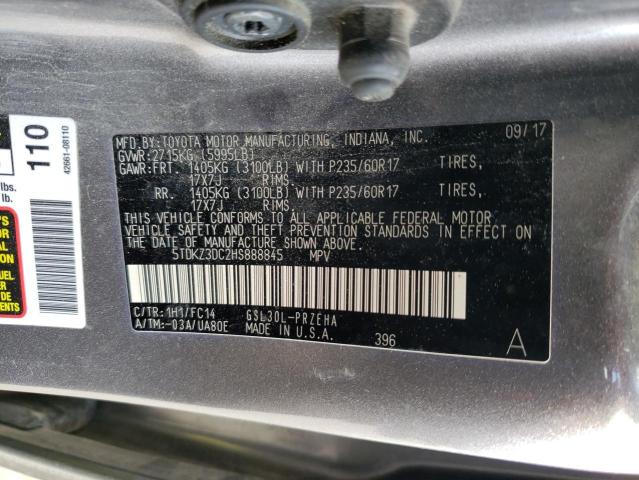 MFD.BY: TOYOTA MOTOR MANUFACTURING, INDIANA, INC. 09/17
GVWR: 2715KG (5995LB)
GAWR: FRT. 1405KG (3100LB) WITH P235/60R17 TIRES,
17X7J RIMS,
RR. 1405KG (3100LB) WITH P235/60R17 TIRES,
17X7J RIMS,
THIS VEHICLE CONFORMS TO ALL APPLICABLE FEDERAL MOTOR
VEHICLE SAFETY AND THEFT PREVENTION STANDARDS IN EFFECT ON
THE DATE OF MANUFACTURE SHOWN ABOVE.
5TDKZ3DC2HS888845 MPV
C/TR: 1H1/FC14 GSL30L-PRZEHA
A/TM: -03A/UA80E MADE IN U.S.A. 396 A
110
42661-08110
lbs.
lb.